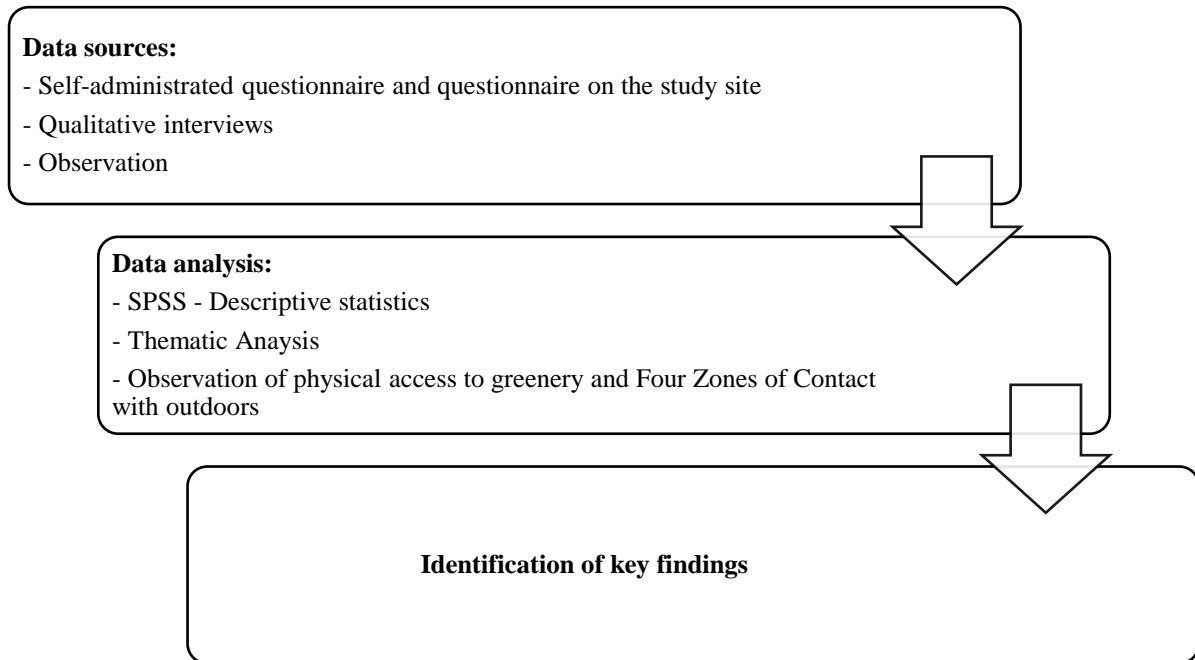 Data sources:
- Self-administrated questionnaire and questionnaire on the study site
- Qualitative interviews
- Observation
Data analysis:
- SPSS - Descriptive statistics
- Thematic Anaysis
- Observation of physical access to greenery and Four Zones of Contact
with outdoors
Identification of key findings